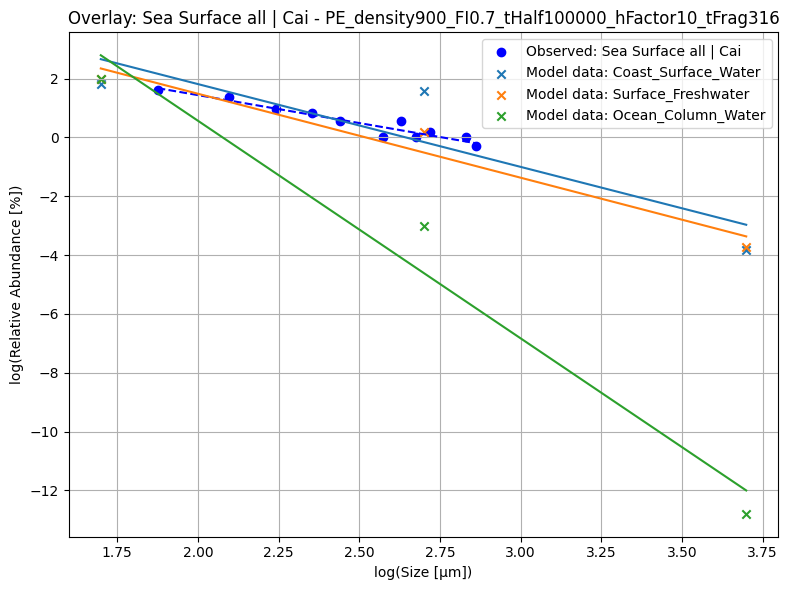 Overlay: Sea Surface all | Cai - PE_density900_FI0.7_tHalf100000_hFactor10_tFrag316
Observed: Sea Surface all | Cai
Model data: Coast_Surface_Water
Model data: Surface_Freshwater
Model data: Ocean_Column_Water
log(Relative Abundance [%])
2
0
−2
−4
−6
−8
−10
−12
1.75 2.00 2.25 2.50 2.75 3.00 3.25 3.50 3.75
log(Size [µm])